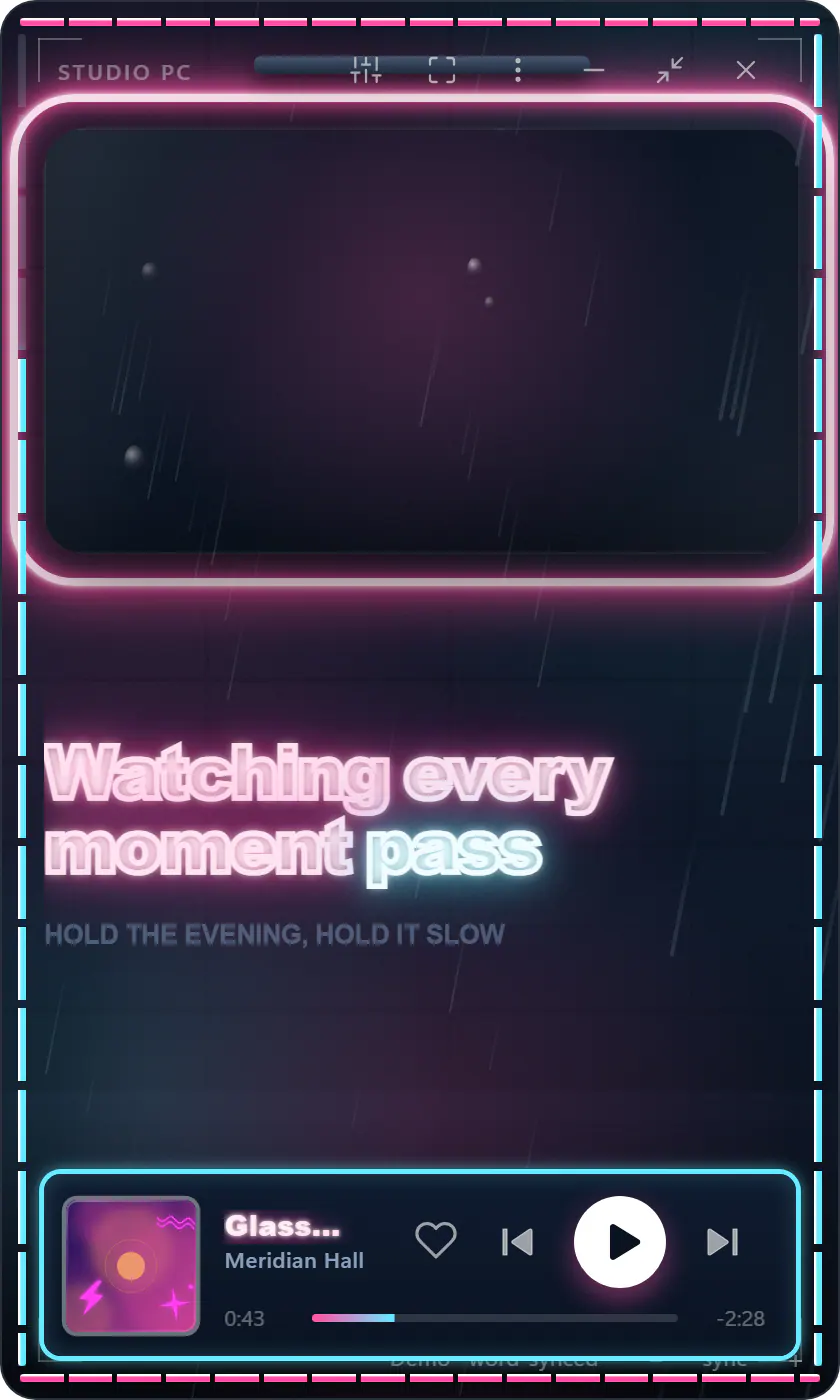 STUDIO PC
Watching every
moment pass
HOLD THE EVENING, HOLD IT SLOW
Glass...
Meridian Hall
0:43
-2:28